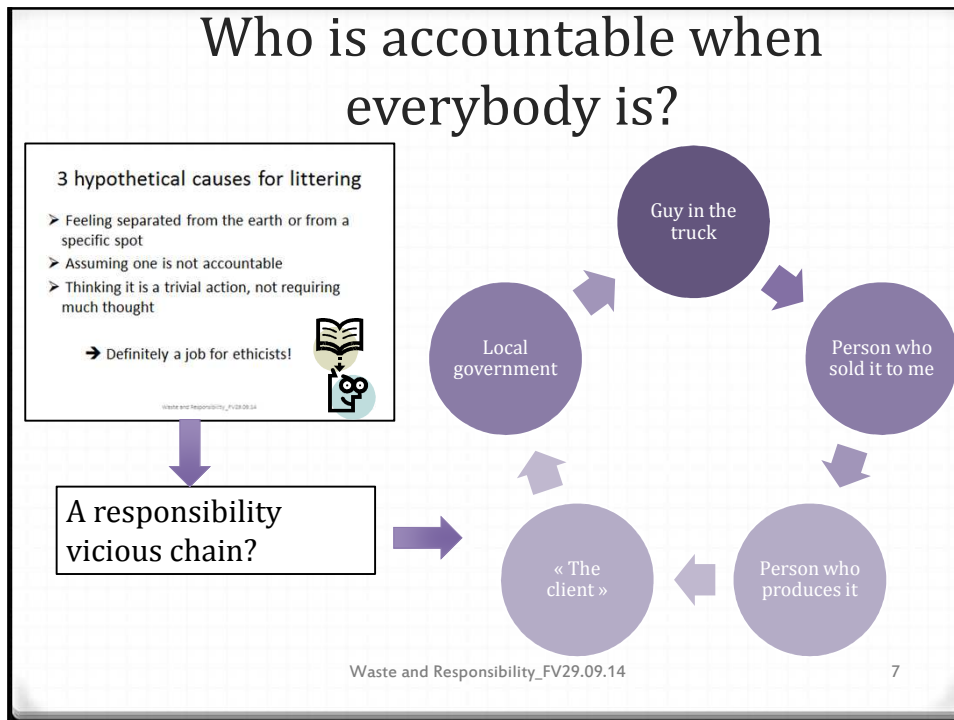 Who is accountable when
everybody is?
3 hypothetical causes for littering
➢ Feeling separated from the earth or from a
specific spot
➢ Assuming one is not accountable
➢ Thinking it is a trivial action, not requiring
much thought
➔ Definitely a job for ethicists!
Waste and Responsibility_FV29.09.14
A responsibility
vicious chain?
Guy in the
truck
Person who
sold it to me
Person who
produces it
« The
client »
Local
government
Waste and Responsibility_FV29.09.14
7